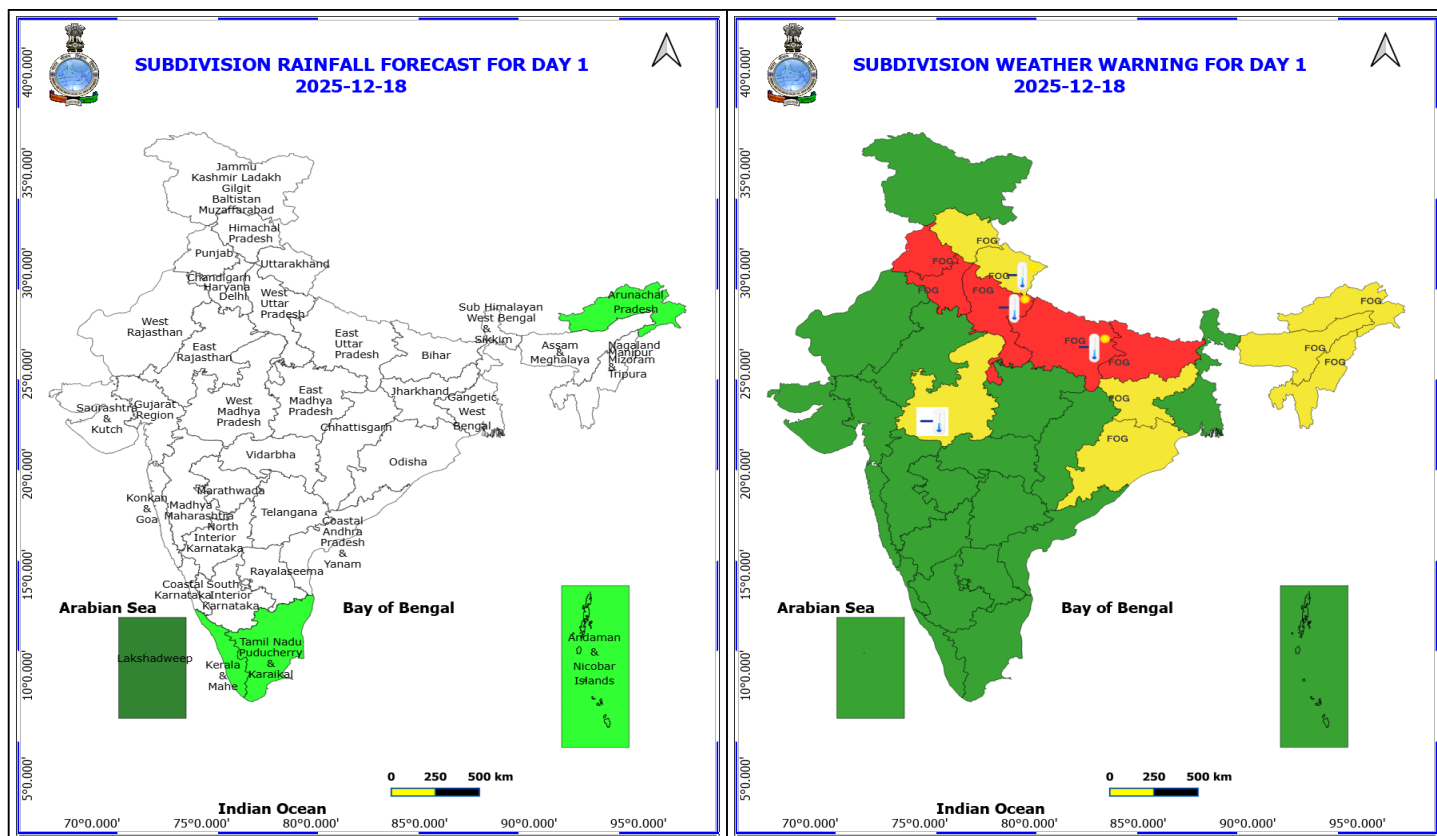 SUBDIVISION RAINFALL FORECAST FOR DAY 1
2025-12-18
40°0.000'
35°0.000'
30°0.000'
25°0.000'
20°0.000'
15°0.000'
10°0.000'
5°0.000'
Jammu
Kashmir Ladakh
Gilgit
Baltistan
Muzaffarabad
Himachal
Pradesh
Punjab
Uttarakhand
Chandigarh
Haryana
Delhi
West
Uttar
Pradesh
West
Rajasthan
East
Rajasthan
East
Uttar
Pradesh
Bihar
Sub Himalayan
West Bengal
&
Sikkim
Arunachal
Pradesh
Assam
&
Meghalaya
Nagaland
Manipur
Mizoram
&
Tripura
Saurashtra
&
Kutch
Gujarat
Region
West
Madhya
Pradesh
East
Madhya
Pradesh
Jharkhand
Gangetic
West
Bengal
Chhattisgarh
Vidarbha
Odisha
Konkan
&
Goa
Madhya
Maharashtra
Marathwada
Telangana
North
Interior
Karnataka
Coastal
Andhra
Pradesh
&
Yanam
Rayalaseema
Coastal
Karnataka
South
Interior
Karnataka
Arabian Sea
Bay of Bengal
Lakshadweep
Kerala
&
Mahe
Tamil Nadu
Puducherry
&
Karaikal
Andaman
&
Nicobar
Islands
0 250 500 km
Indian Ocean
70°0.000' 75°0.000' 80°0.000' 85°0.000' 90°0.000' 95°0.000'
SUBDIVISION WEATHER WARNING FOR DAY 1
2025-12-18
40°0.000'
35°0.000'
30°0.000'
25°0.000'
20°0.000'
15°0.000'
10°0.000'
5°0.000'
FOG
FOG
FOG
FOG
FOG
FOG
FOG
FOG
FOG
FOG
FOG
FOG
Arabian Sea
Bay of Bengal
0 250 500 km
Indian Ocean
70°0.000' 75°0.000' 80°0.000' 85°0.000' 90°0.000' 95°0.000'